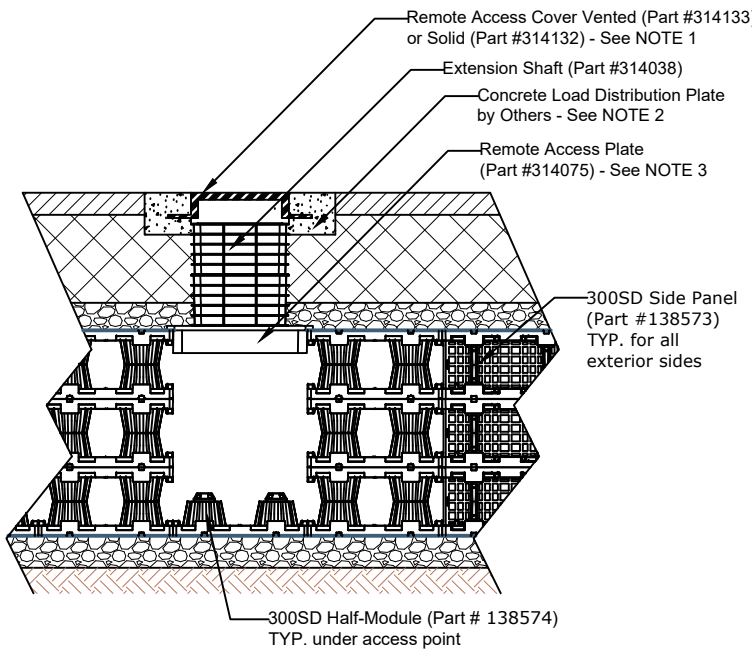 Remote Access Cover Vented (Part #314133)
or Solid (Part #314132) - See NOTE 1
Extension Shaft (Part #314038)
Concrete Load Distribution Plate
by Others - See NOTE 2
Remote Access Plate
(Part #314075) - See NOTE 3
300SD Side Panel
(Part #138573)
TYP. for all
exterior sides
300SD Half-Module (Part # 138574)
TYP. under access point